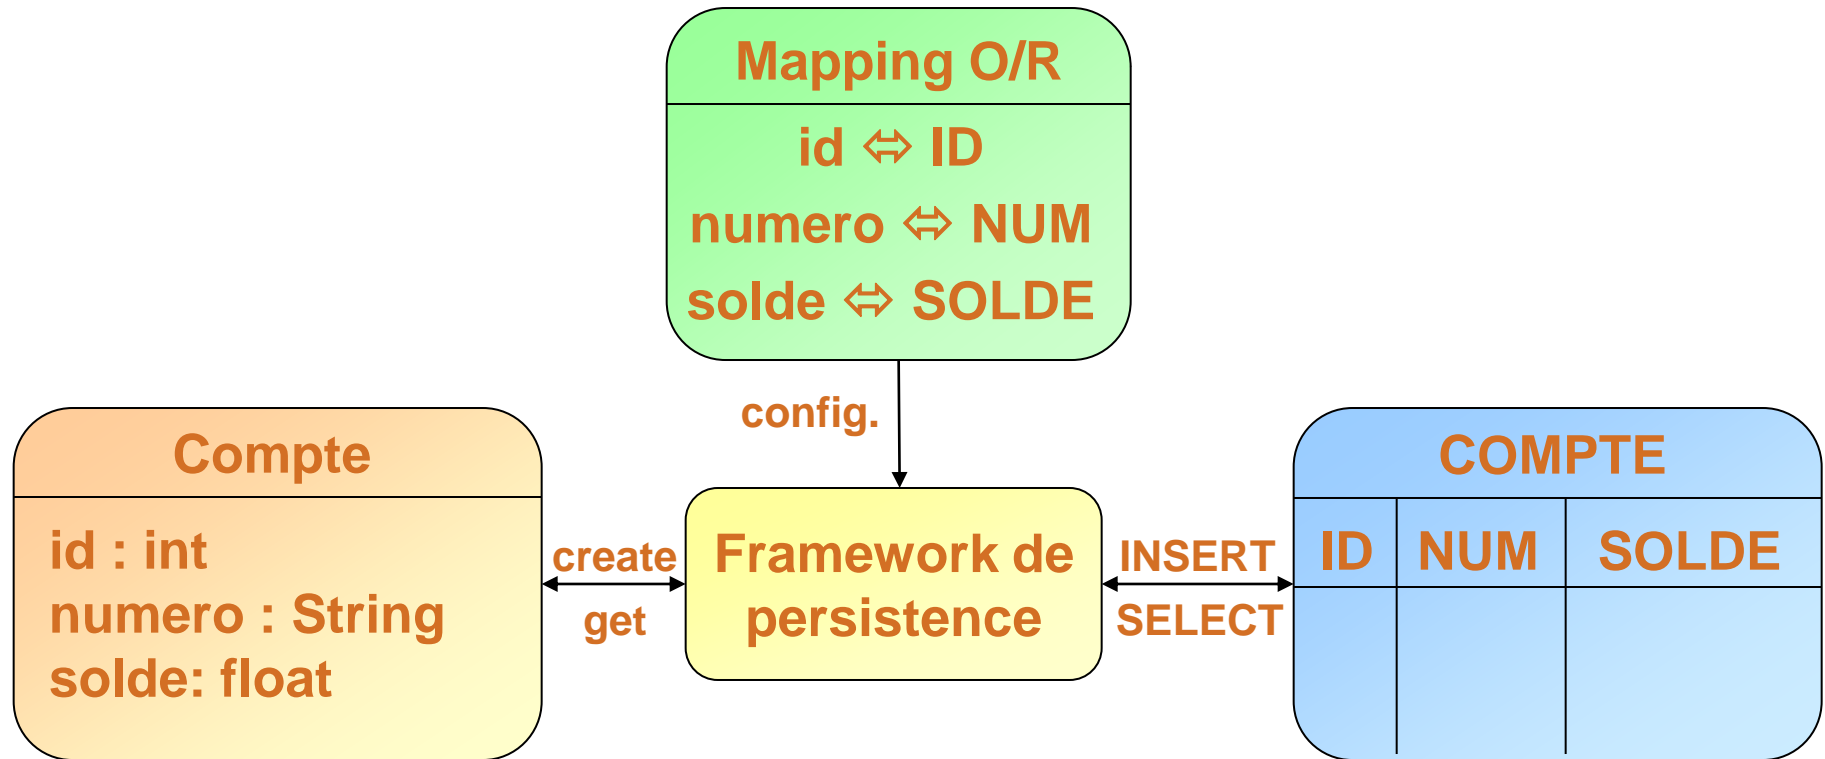 Mapping O/R
id ⇔ ID
numero ⇔ NUM
solde ⇔ SOLDE
config.
Compte
id : int
numero : String
solde: float
create
get
Framework de
persistence
INSERT
SELECT
COMPTE
ID NUM SOLDE